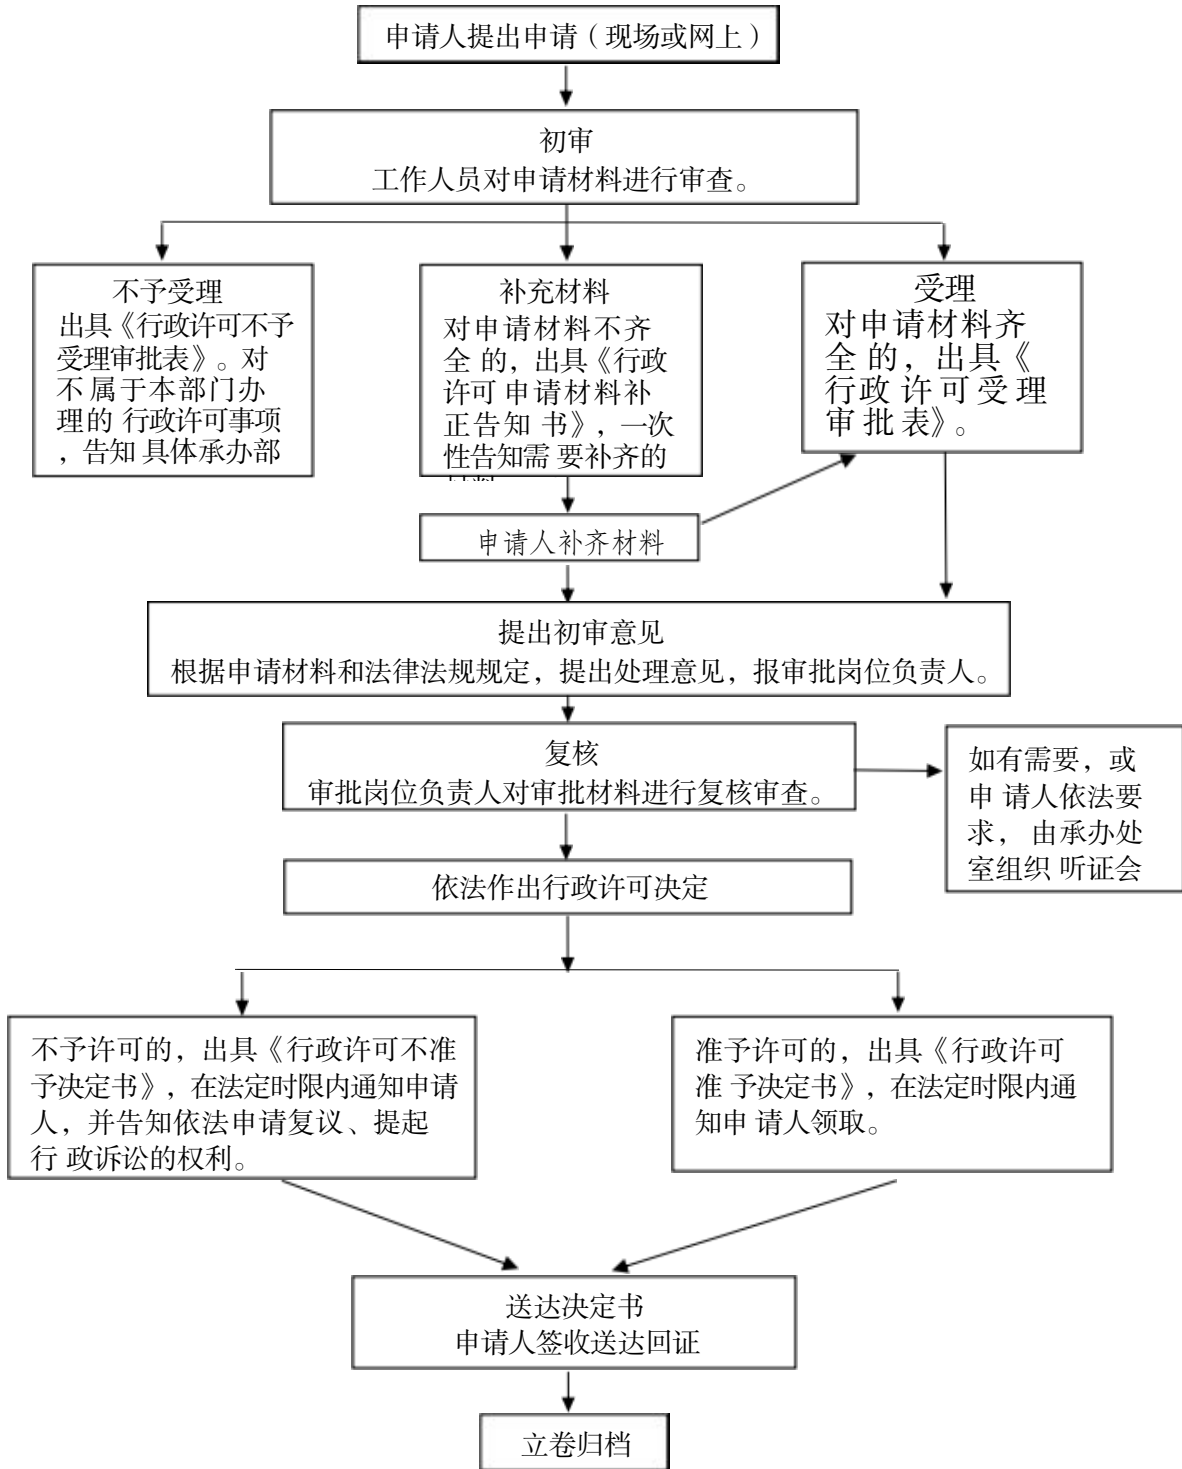 申请人提出申请（现场或网上）
初审
工作人员对申请材料进行审查。
不予受理
出具《行政许可不予
受理审批表》。对
不 属于本部门办
理的 行政许可事项
，告知 具体承办部
补充材料
对申请材料不齐
全 的，出具《行政
许可 申请材料补
正告知 书》，一次
性告知需 要补齐的
受理
对申请材料齐
全 的，出具《
行政 许可受理
审 批表》。
申请人补齐材料
提出初审意见
根据申请材料和法律法规规定，提出处理意见，报审批岗位负责人。
复核
审批岗位负责人对审批材料进行复核审查。
如有需要，或
申 请人依法要
求， 由承办处
室组织 听证会
依法作出行政许可决定
不予许可的，出具《行政许可不准
予决定书》，在法定时限内通知申请
人，并告知依法申请复议、提起
行 政诉讼的权利。
准予许可的，出具《行政许可
准 予决定书》，在法定时限内通
知申 请人领取。
送达决定书
申请人签收送达回证
立卷归档